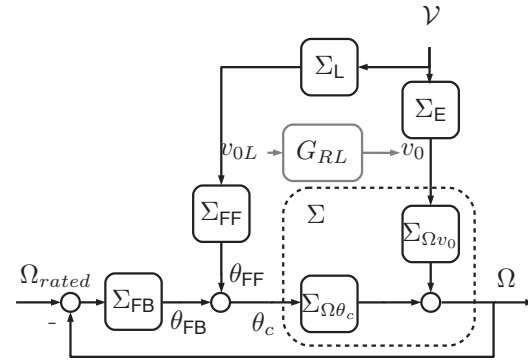 𝒱
Σ_L
Σ_E
v_{0L}
G_{RL}
v_0
Σ_FF
Σ
Σ_{Ωv_0}
Ω_{rated}
Σ_FB
θ_FF
Σ_{Ωθ_c}
Ω
-
θ_FB
θ_c